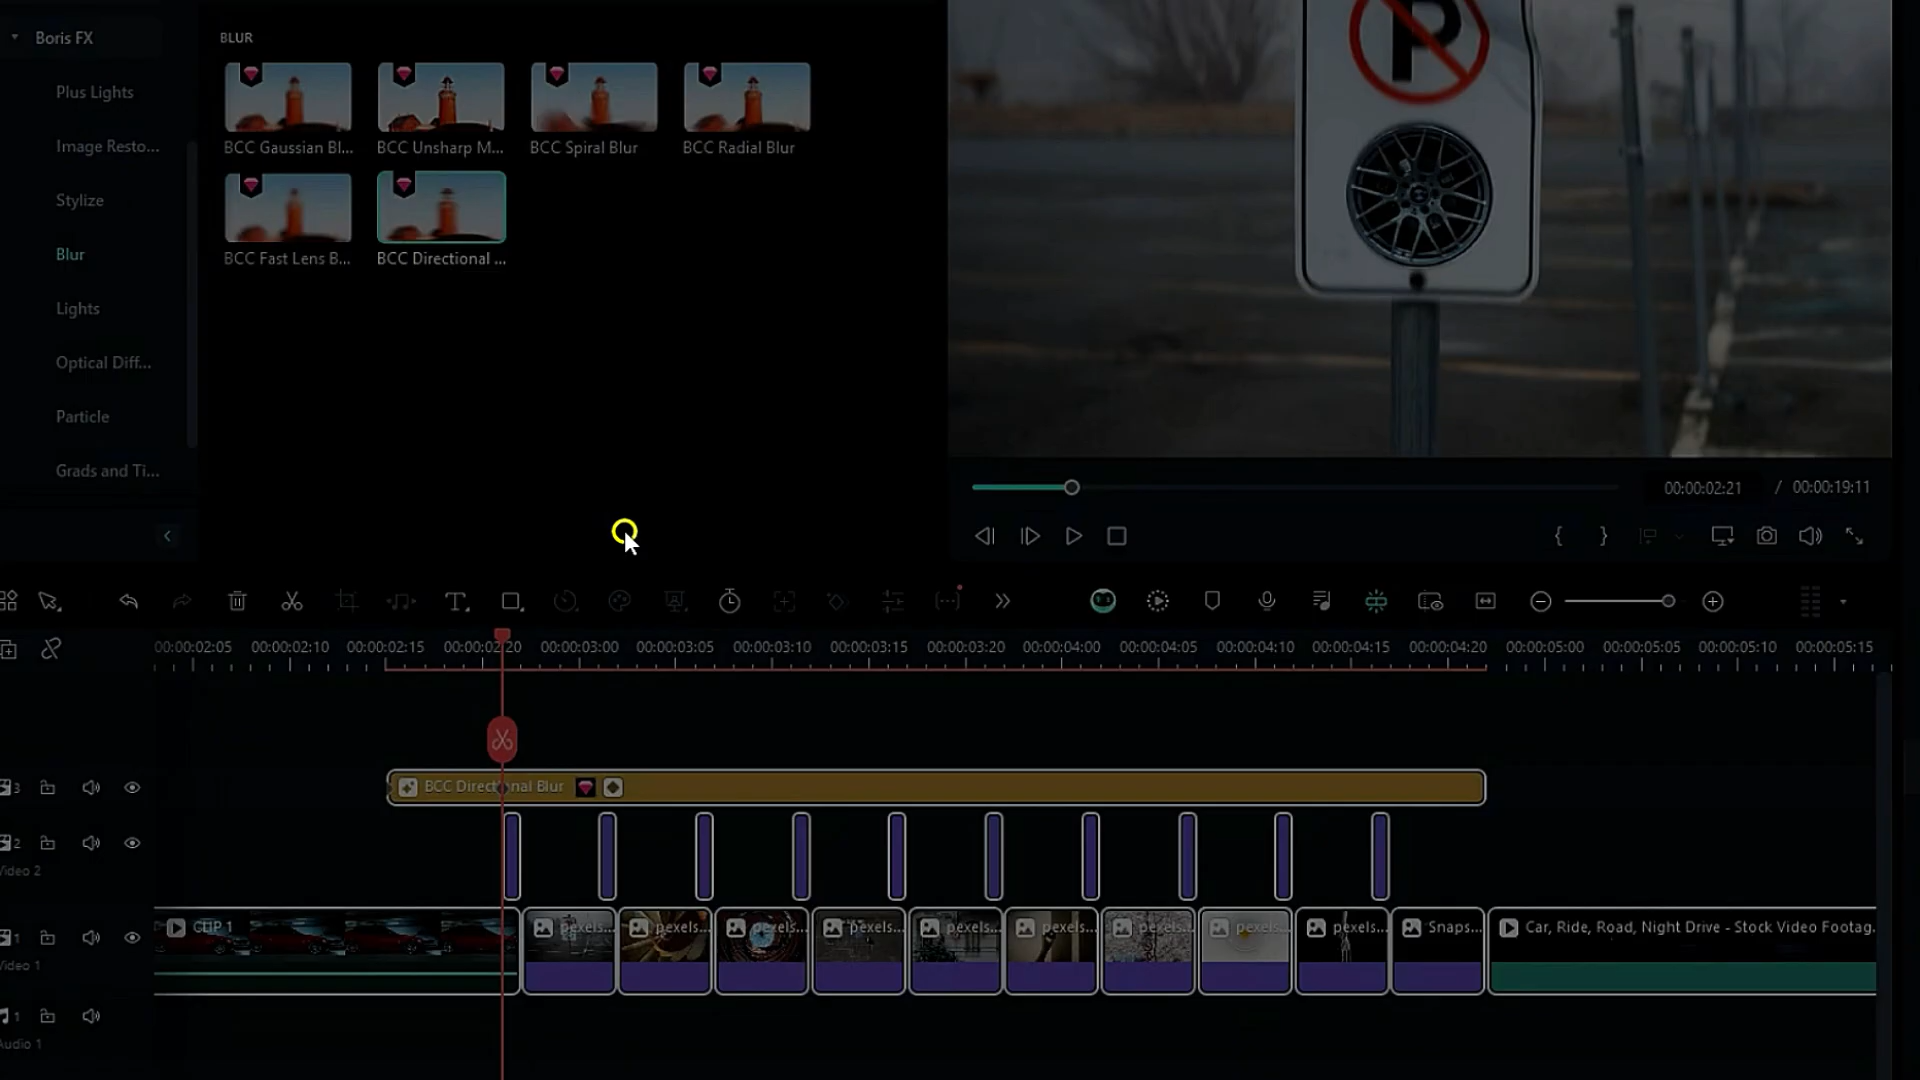 Boris FX
Plus Lights
Image Resto...
Stylize
Blur
Lights
Optical Diff...
Particle
Grads and Ti...
BLUR
BCC Gaussian Bl...
BCC Unsharp M...
BCC Spiral Blur
BCC Radial Blur
BCC Fast Lens B...
BCC Directional ...
P
00:00:02:21 / 00:00:19:11
00:00:02:05
00:00:02:10
00:00:02:15
00:00:02:20
00:00:03:00
00:00:03:05
00:00:03:10
00:00:03:15
00:00:03:20
00:00:04:00
00:00:04:05
00:00:04:10
00:00:04:15
00:00:04:20
00:00:05:00
00:00:05:05
00:00:05:10
00:00:05:15
3
BCC Directional Blur
2
Video 2
1
Video 1
CLIP 1
pexels...
pexels...
pexels...
pexels...
pexels...
pexels...
pexels...
pexels...
pexels...
Snaps...
Car, Ride, Road, Night Drive - Stock Video Footag...
1
Audio 1